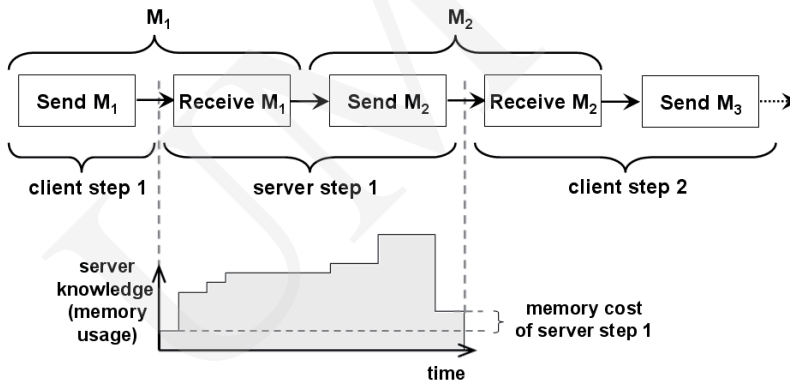 M1 M2
Send M1 Receive M1 Send M2 Receive M2 Send M3
client step 1 server step 1 client step 2
server
knowledge
(memory
usage)
memory cost
of server step 1
time